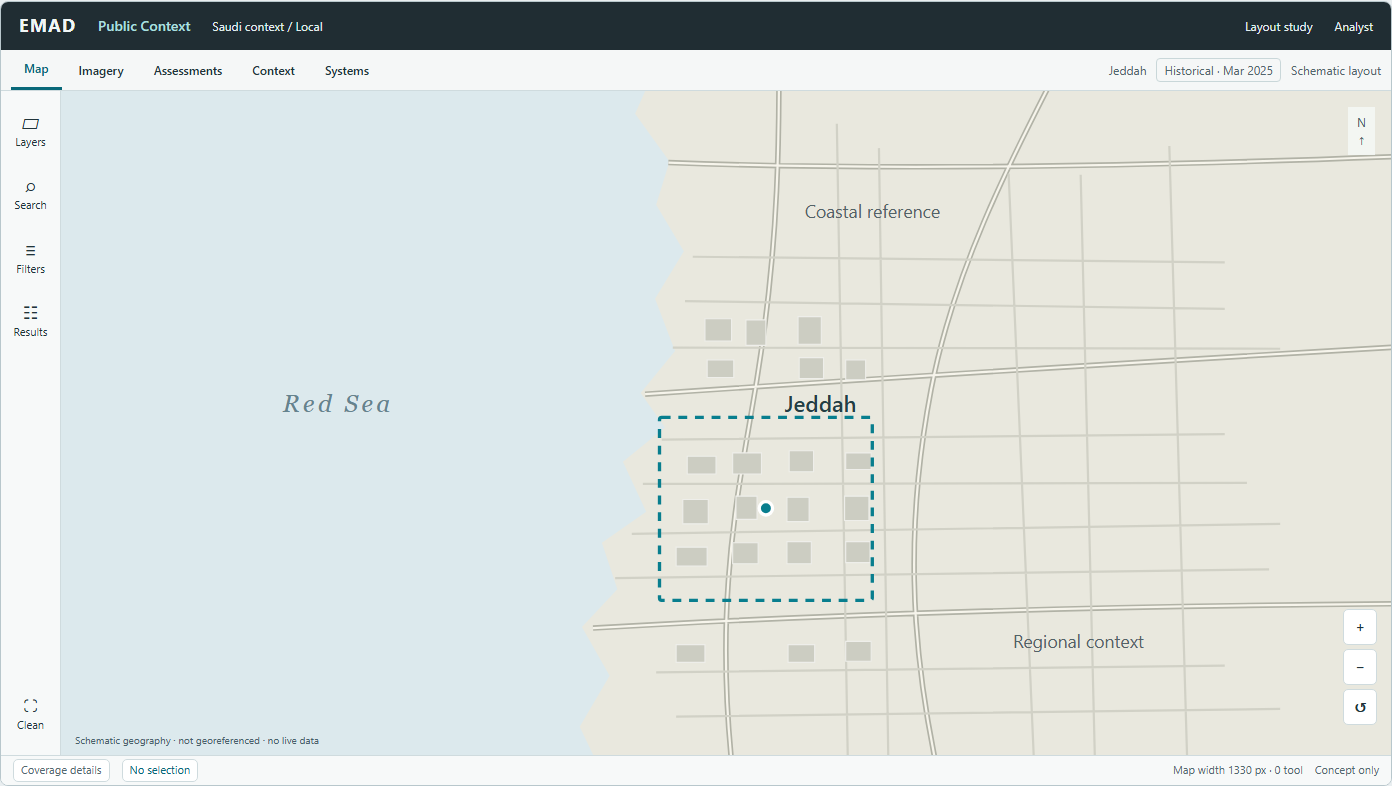 EMAD Public Context Saudi context / Local Layout study Analyst
Map Imagery Assessments Context Systems Jeddah Historical · Mar 2025 Schematic layout
Layers
Search
Filters
Results
Clean
N
↑
Coastal reference
Red Sea
Jeddah
Regional context
+
−
↺
Schematic geography · not georeferenced · no live data
Coverage details No selection Map width 1330 px · 0 tool Concept only